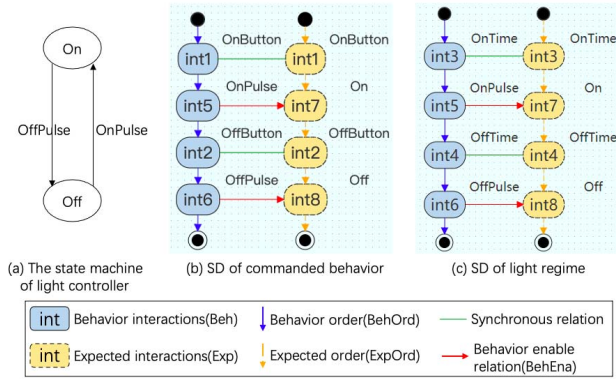 On
OffPulse
OnPulse
Off
(a) The state machine
of light controller
OnButton
OnButton
int1
int1
OnPulse
On
int5
int7
OffButton
OffButton
int2
int2
OffPulse
Off
int6
int8
(b) SD of commanded behavior
OnTime
OnTime
int3
int3
OnPulse
On
int5
int7
OffTime
OffTime
int4
int4
OffPulse
Off
int6
int8
(c) SD of light regime
int
Behavior interactions(Beh)
Behavior order(BehOrd)
Synchronous relation
int
Expected interactions(Exp)
Expected order(ExpOrd)
Behavior enable
relation(BehEna)